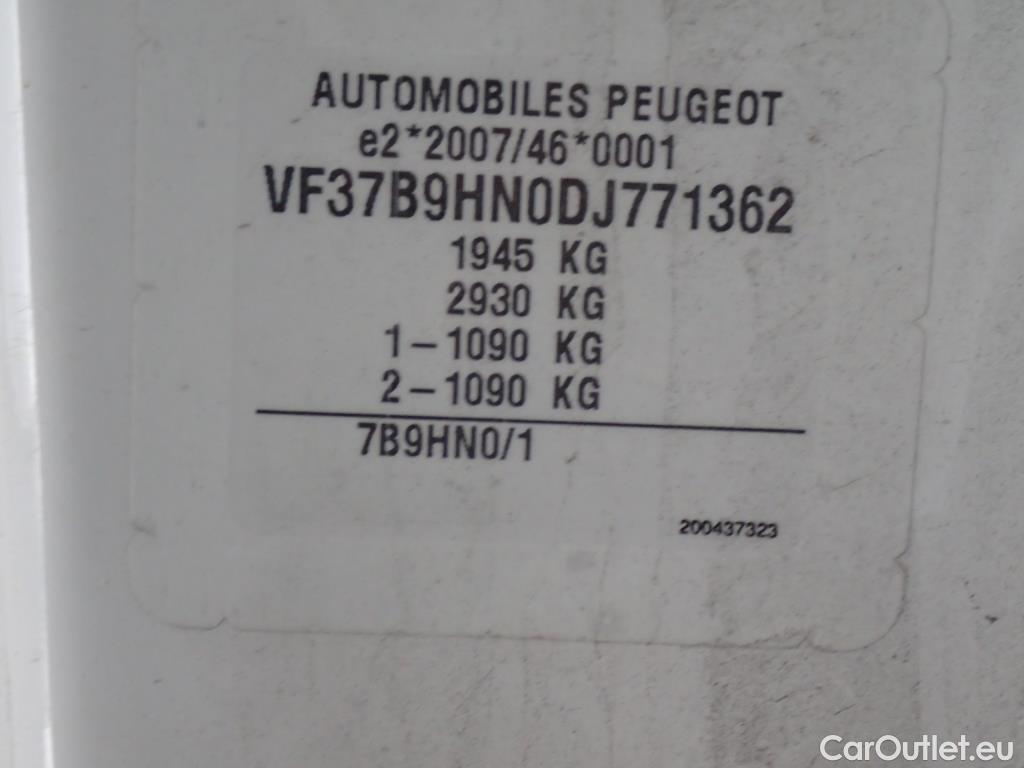 AUTOMOBILES PEUGEOT
e2*2007/46*0001
VF37B9HN0DJ771362
1945 KG
2930 KG
1-1090 KG
2-1090 KG
7B9HN0/1
200437323
CarOutlet.eu